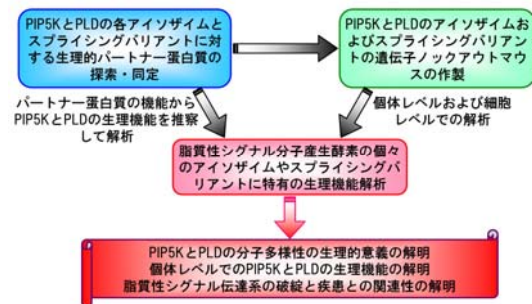 PIP5KとPLDの各アイソザイムと
スプライシングバリアントに対
する生理的パートナー蛋白質の
探索・同定
PIP5KとPLDのアイソザイムお
よびスプライシングバリアン
トの遺伝子ノックアウトマ
ウスの作製
パートナー蛋白質の機能から
PIP5KとPLDの生理機能を推察
して解析
個体レベルおよび細胞
レベルでの解析
脂質性シグナル分子産生酵素の個々
のアイソザイムやスプライシングバ
リアントに特有の生理機能解析
PIP5KとPLDの分子多様性の生理的意義の解明
個体レベルでのPIP5KとPLDの生理機能の解明
脂質性シグナル伝達系の破綻と疾患との関連性の解明